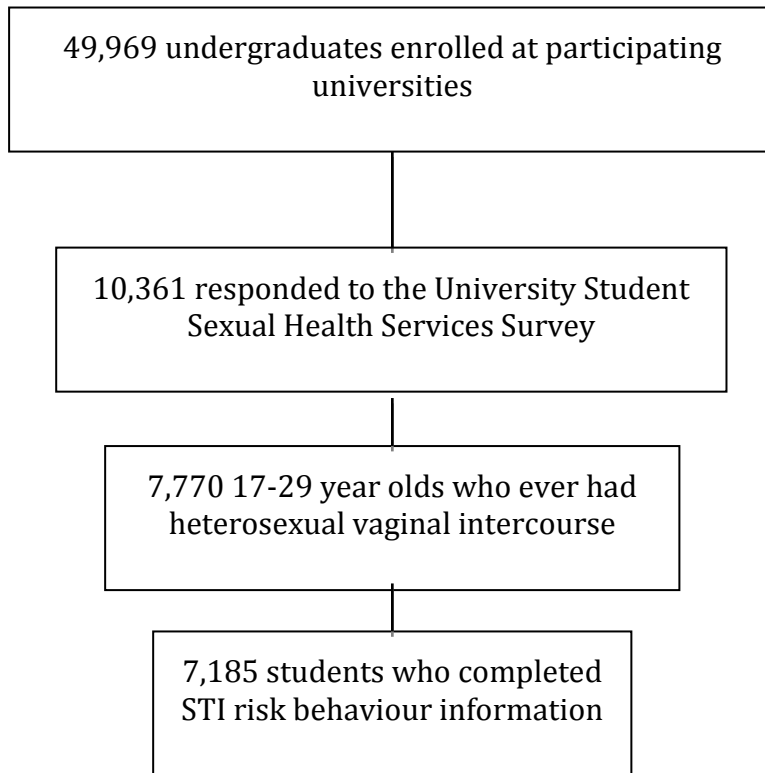 49,969 undergraduates enrolled at participating
universities
10,361 responded to the University Student
Sexual Health Services Survey
7,770 17-29 year olds who ever had
heterosexual vaginal intercourse
7,185 students who completed
STI risk behaviour information